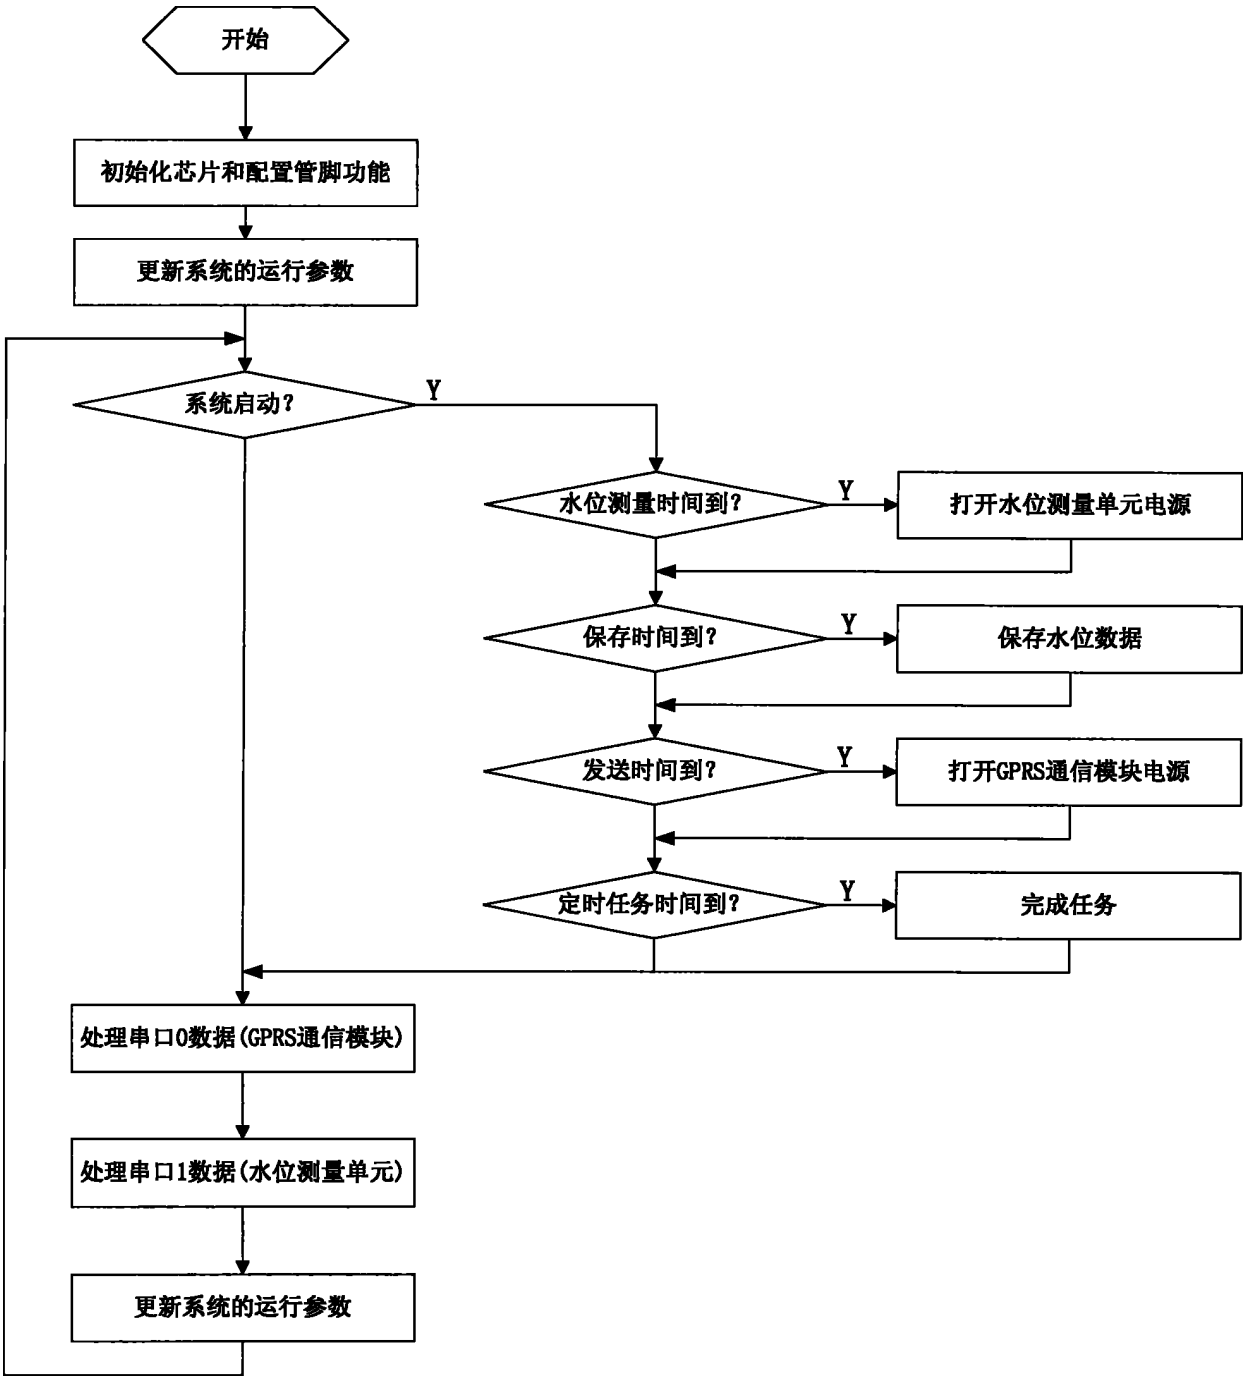 开始
初始化芯片和配置管脚功能
更新系统的运行参数
系统启动?
Y
水位测量时间到?
Y
打开水位测量单元电源
保存时间到?
Y
保存水位数据
发送时间到?
Y
打开GPRS通信模块电源
定时任务时间到?
Y
完成任务
处理串口0数据(GPRS通信模块)
处理串口1数据(水位测量单元)
更新系统的运行参数